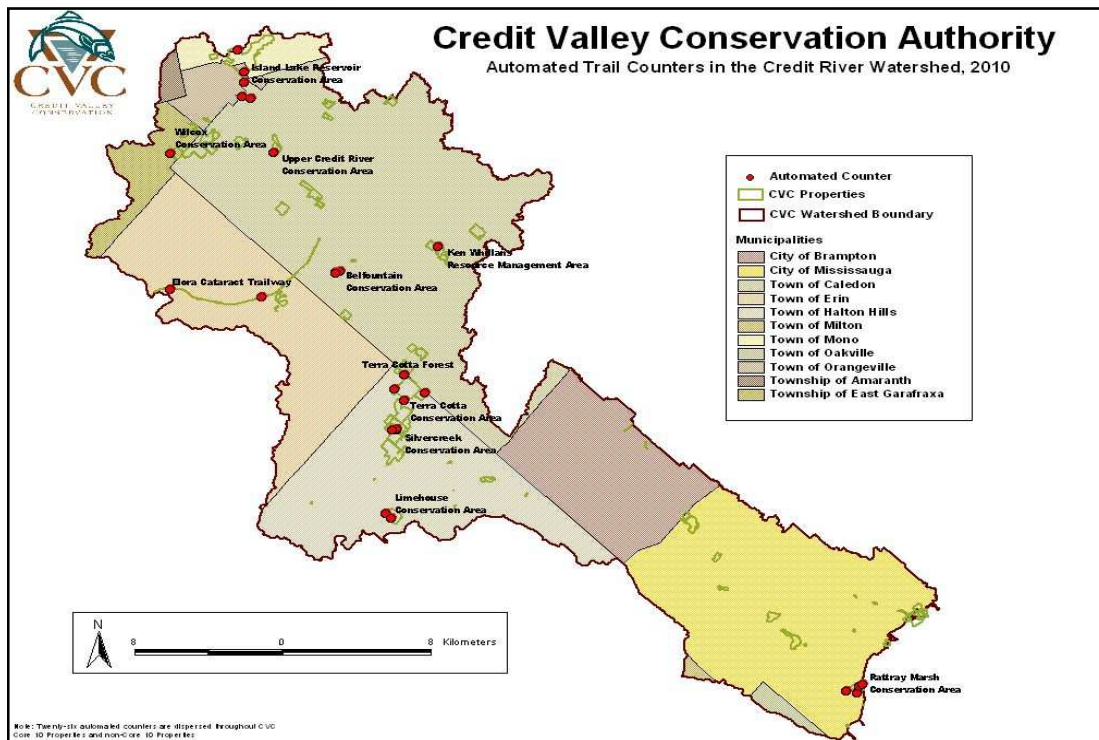 CVC
CREDIT VALLEY
CONSERVATION
Credit Valley Conservation Authority
Automated Trail Counters in the Credit River Watershed, 2010
Island Lake Reservoir
Conservation Area
Wilcox
Conservation Area
Upper Credit River
Conservation Area
Ken Whillans
Resource Management Area
Elora Cataract Trailway
Belfountain
Conservation Area
Terra Cotta Forest
Terra Cotta
Conservation Area
Silvercreek
Conservation Area
Limehouse
Conservation Area
Rattray Marsh
Conservation Area
Automated Counter
CVC Properties
CVC Watershed Boundary
Municipalities
City of Brampton
City of Mississauga
Town of Caledon
Town of Erin
Town of Halton Hills
Town of Milton
Town of Mono
Town of Oakville
Town of Orangeville
Township of Amaranth
Township of East Garafraxa
N
8 0 8 Kilometers
Note: Twenty-six automated counters are dispersed throughout CVC
Core 10 Properties and non-Core 10 Properties